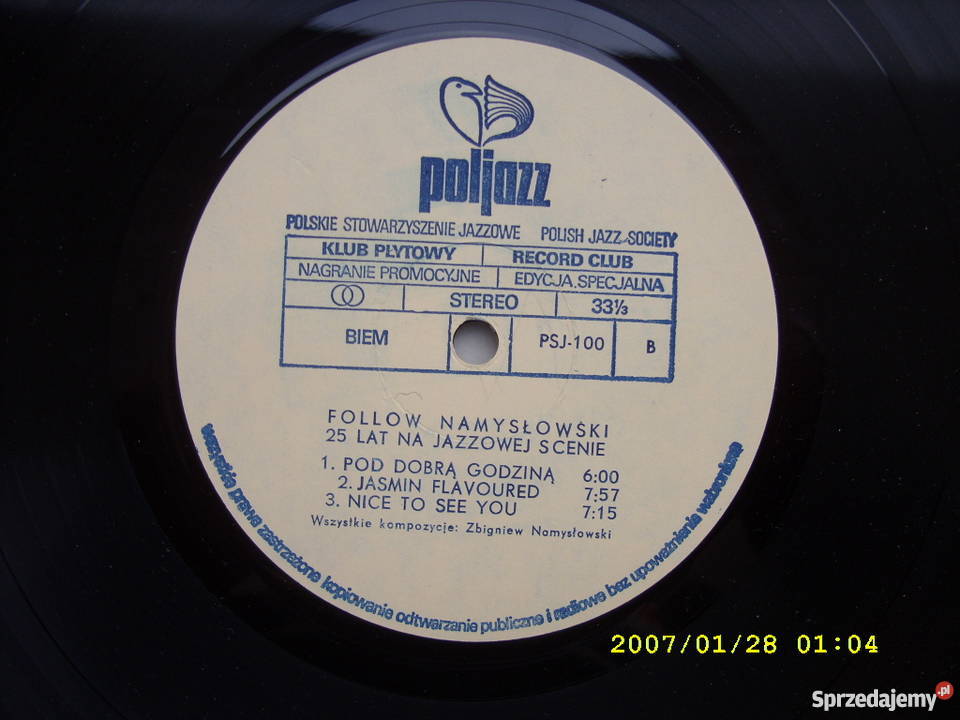 poljazz
POLSKIE STOWARZYSZENIE JAZZOWE POLISH JAZZ SOCIETY
KLUB PŁYTOWY RECORD CLUB
NAGRANIE PROMOCYJNE EDYCJA SPECJALNA
STEREO 33⅓
BIEM PSJ-100 B
FOLLOW NAMYSŁOWSKI
25 LAT NA JAZZOWEJ SCENIE
1. POD DOBRĄ GODZINĄ 6:00
2. JASMIN FLAVOURED 7:57
3. NICE TO SEE YOU 7:15
Wszystkie kompozycje: Zbigniew Namysłowski
wszystkie prawa zastrzeżone kopiowanie odtwarzanie publiczne i radiowe bez upoważnienia wzbronione
2007/01/28 01:04
Sprzedajemy.pl